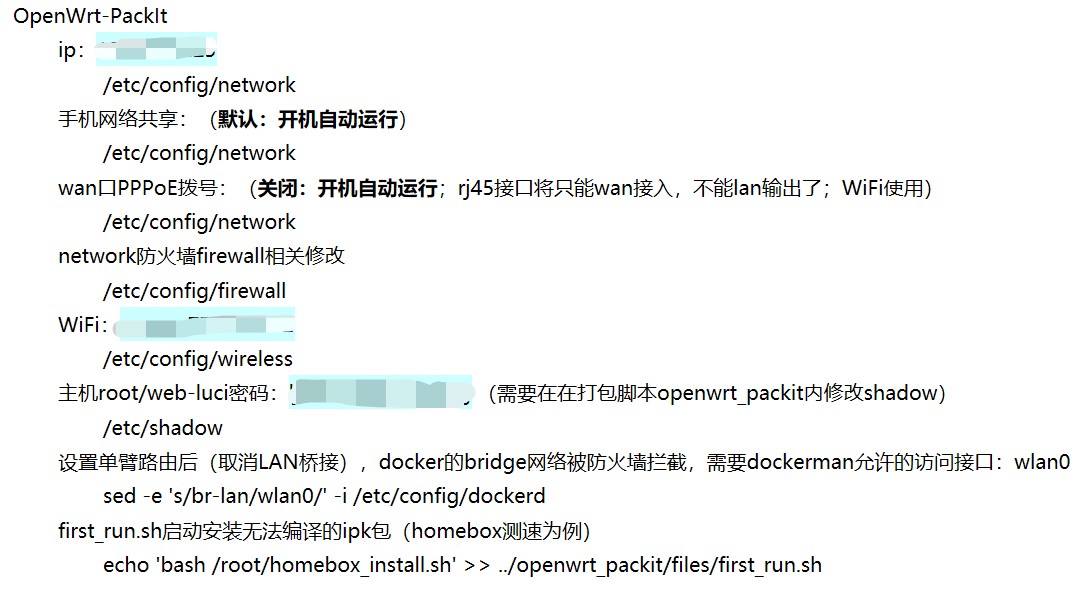 OpenWrt-PackIt
ip：
/etc/config/network
手机网络共享：（默认：开机自动运行）
/etc/config/network
wan口PPPoE拨号：（关闭：开机自动运行；rj45接口将只能wan接入，不能lan输出了；WiFi使用）
/etc/config/network
network防火墙firewall相关修改
/etc/config/firewall
WiFi：
/etc/config/wireless
主机root/web-luci密码：（需要在在打包脚本openwrt_packit内修改shadow）
/etc/shadow
设置单臂路由后（取消LAN桥接），docker的bridge网络被防火墙拦截，需要dockerman允许的访问接口：wlan0
sed -e 's/br-lan/wlan0/' -i /etc/config/dockerd
first_run.sh启动安装无法编译的ipk包（homebox测速为例）
echo 'bash /root/homebox_install.sh' >> ../openwrt_packit/files/first_run.sh